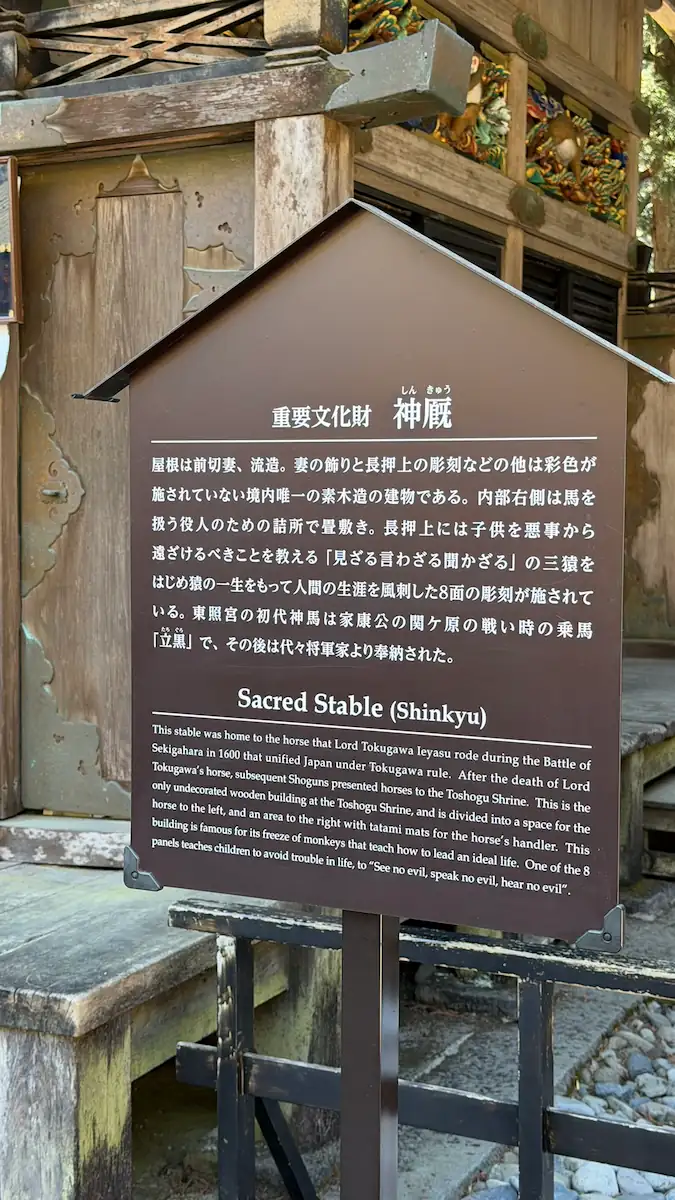 しん きゅう
重要文化財 神厩
屋根は前切妻、流造。妻の飾りと長押上の彫刻などの他は彩色が
施されていない境内唯一の素木造の建物である。内部右側は馬を
扱う役人のための詰所で畳敷き。長押上には子供を悪事から
遠ざけるべきことを教える「見ざる言わざる聞かざる」の三猿を
はじめ猿の一生をもって人間の生涯を風刺した8面の彫刻が施されて
いる。東照宮の初代神馬は家康公の関ケ原の戦い時の乗馬
たち ぐろ
「立黒」で、その後は代々将軍家より奉納された。
Sacred Stable (Shinkyu)
This stable was home to the horse that Lord Tokugawa Ieyasu rode during the Battle of
Sekigahara in 1600 that unified Japan under Tokugawa rule. After the death of Lord
Tokugawa's horse, subsequent Shoguns presented horses to the Toshogu Shrine. This is the
only undecorated wooden building at the Toshogu Shrine, and is divided into a space for the
horse to the left, and an area to the right with tatami mats for the horse's handler. This
building is famous for its freeze of monkeys that teach how to lead an ideal life. One of the 8
panels teaches children to avoid trouble in life, to "See no evil, speak no evil, hear no evil".